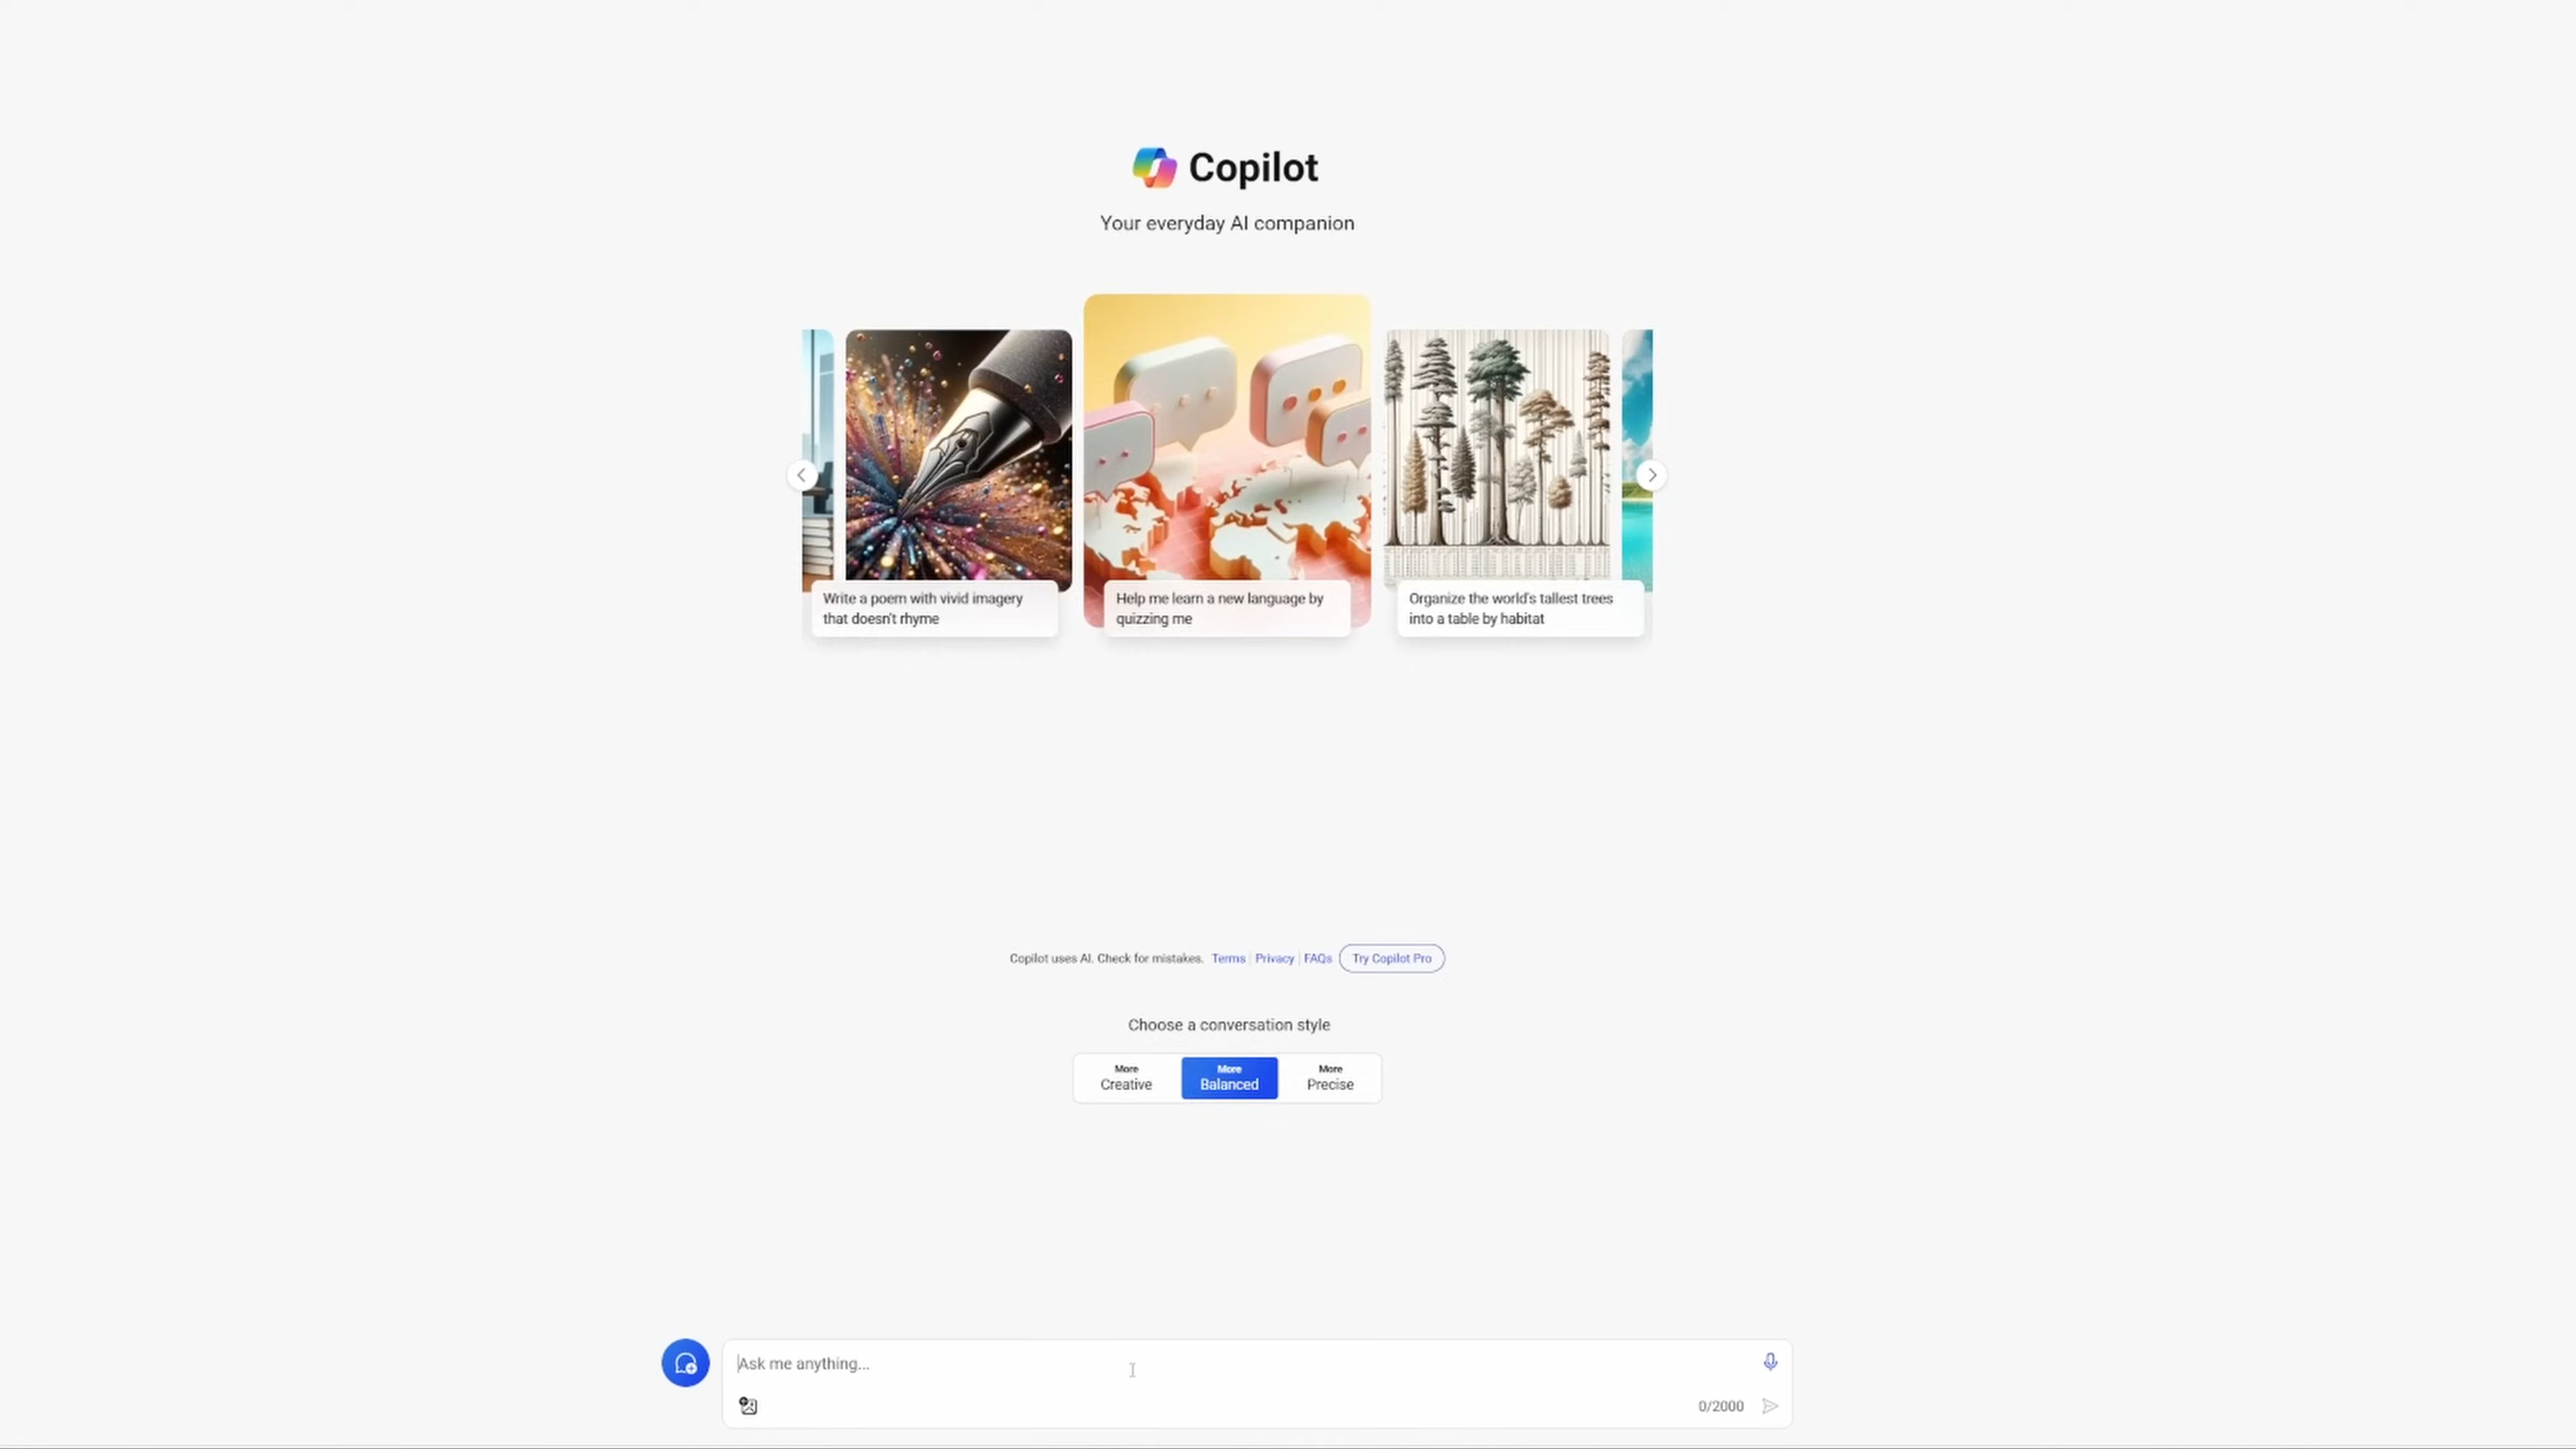 Copilot
Your everyday AI companion
Write a poem with vivid imagery
that doesn't rhyme
Help me learn a new language by
quizzing me
Organize the world's tallest trees
into a table by habitat
Copilot uses AI. Check for mistakes. Terms | Privacy | FAQs Try Copilot Pro
Choose a conversation style
More Creative
More Balanced
More Precise
Ask me anything...
0/2000